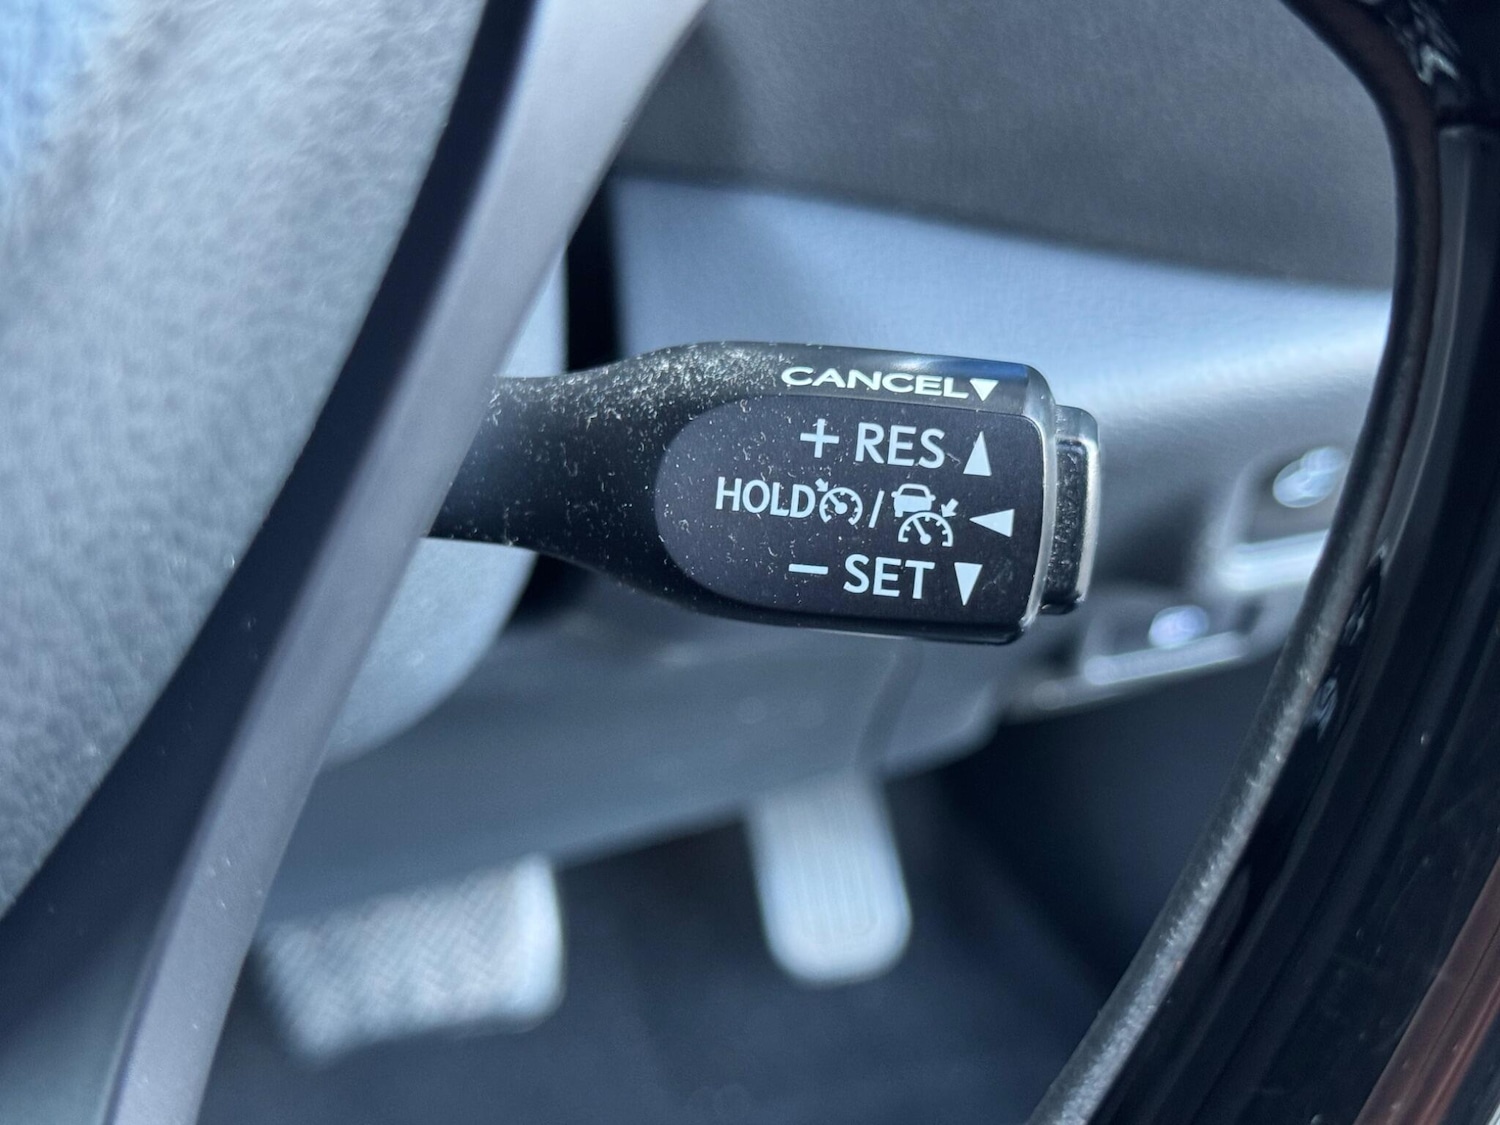 CANCEL▼
+ RES ▲
HOLD / ◀
− SET ▼